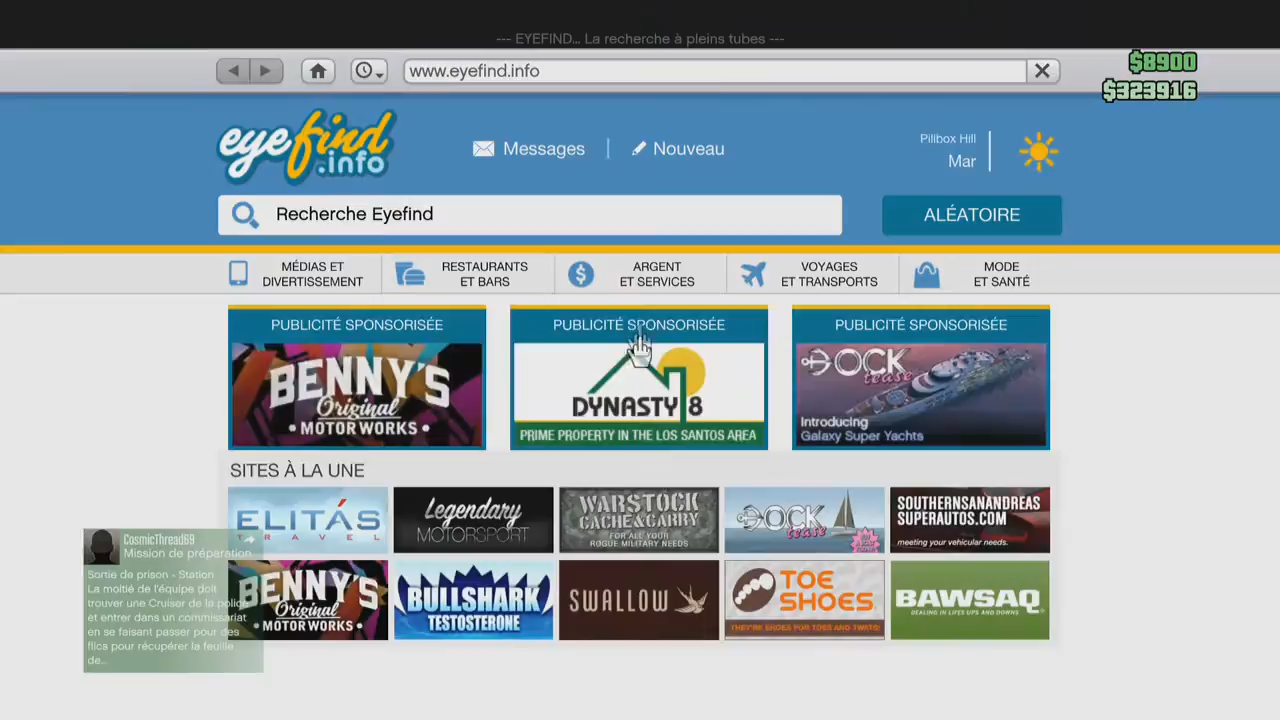 --- EYEFIND... La recherche à pleins tubes ---
www.eyefind.info
$8900
$323916
eyefind
.info
Messages
Nouveau
Pillbox Hill
Mar
Recherche Eyefind
ALÉATOIRE
MÉDIAS ET
DIVERTISSEMENT
RESTAURANTS
ET BARS
ARGENT
ET SERVICES
VOYAGES
ET TRANSPORTS
MODE
ET SANTÉ
PUBLICITÉ SPONSORISÉE
BENNY'S
Original
• MOTOR WORKS •
PUBLICITÉ SPONSORISÉE
DYNASTY 8
PRIME PROPERTY IN THE LOS SANTOS AREA
PUBLICITÉ SPONSORISÉE
DOCK
tease
Introducing
Galaxy Super Yachts
SITES À LA UNE
ELITÁS
TRAVEL
Legendary
MOTORSPORT
WARSTOCK
CACHE & CARRY
FOR ALL YOUR
ROGUE MILITARY NEEDS
DOCK
tease
SOUTHERNSANANDREAS
SUPERAUTOS.COM
meeting your vehicular needs.
BENNY'S
Original
MOTOR WORKS •
BULLSHARK
TESTOSTERONE
SWALLOW
TOE
SHOES
THEY'RE SHOES FOR TOES AND TWATS!
BAWSAQ
DEALING IN LIFE'S UPS AND DOWNS
CosmicThread69
Mission de préparation
Sortie de prison - Station
La moitié de l'équipe doit
trouver une Cruiser de la police
et entrer dans un commissariat
en se faisant passer pour des
flics pour récupérer la feuille
de...